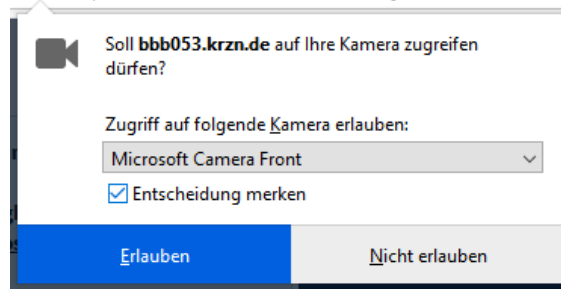 Soll bbb053.krzn.de auf Ihre Kamera zugreifen
dürfen?
Zugriff auf folgende Kamera erlauben:
Microsoft Camera Front
Entscheidung merken
Erlauben
Nicht erlauben